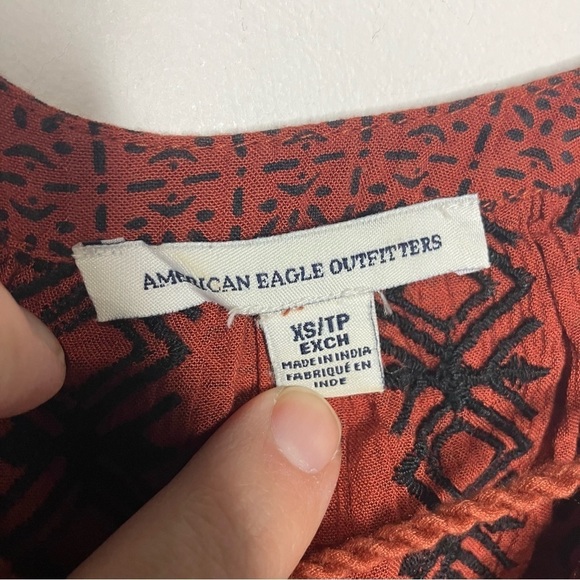 AMERICAN EAGLE OUTFITTERS
XS/TP
EXCH
MADE IN INDIA
FABRIQUÉ EN
INDE